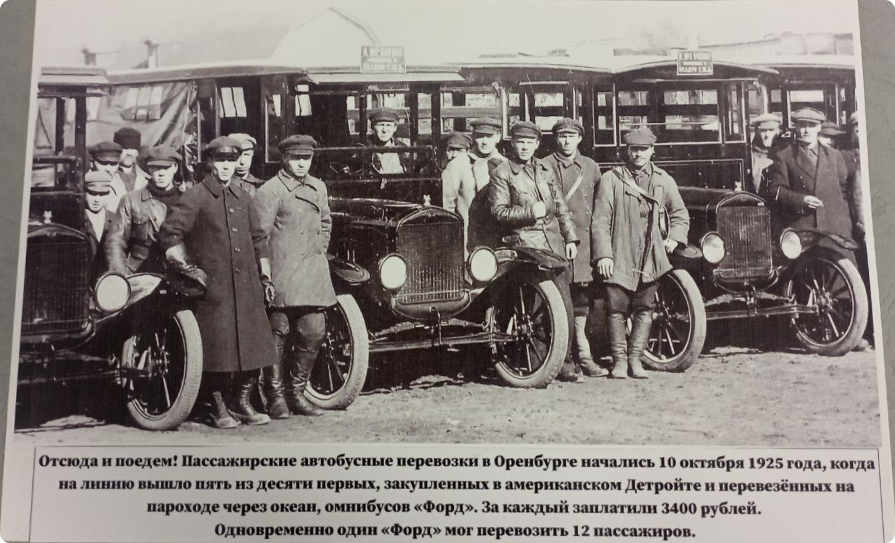 Отсюда и поедем! Пассажирские автобусные перевозки в Оренбурге начались 10 октября 1925 года, когда
на линию вышло пять из десяти первых, закупленных в американском Детройте и перевезённых на
пароходе через океан, омнибусов «Форд». За каждый заплатили 3400 рублей.
Одновременно один «Форд» мог перевозить 12 пассажиров.